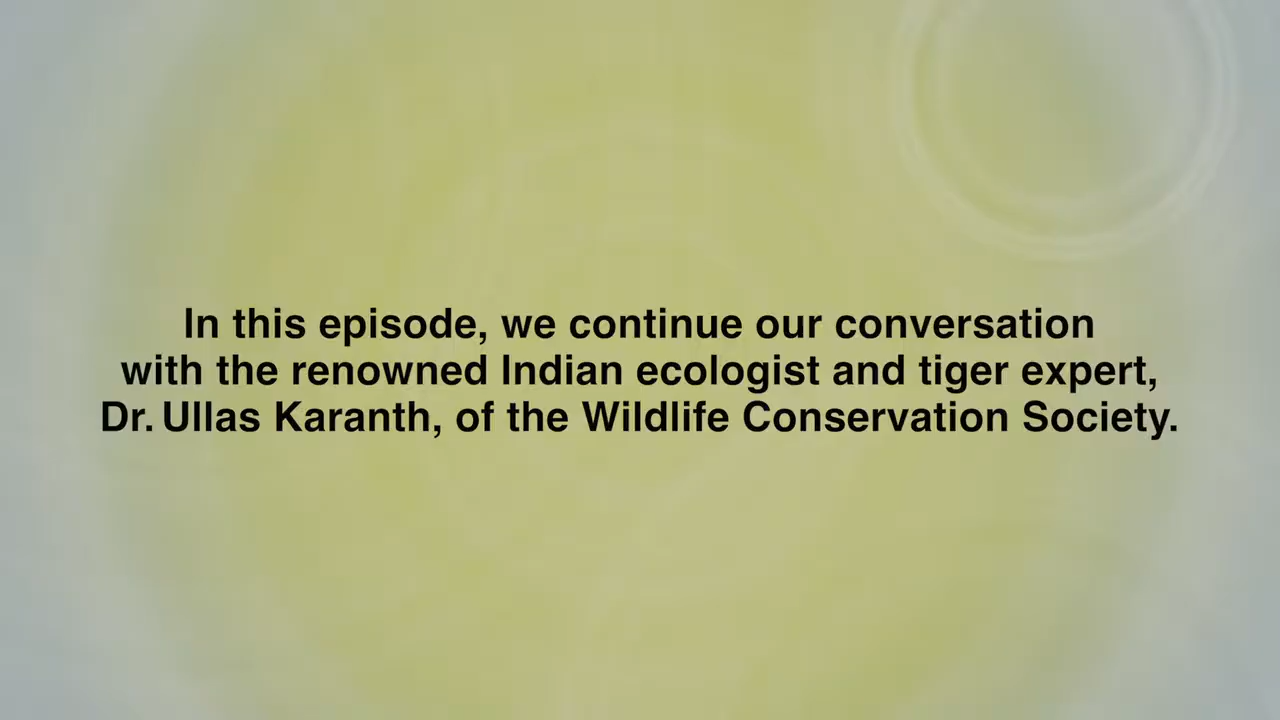 In this episode, we continue our conversation
with the renowned Indian ecologist and tiger expert,
Dr. Ullas Karanth, of the Wildlife Conservation Society.